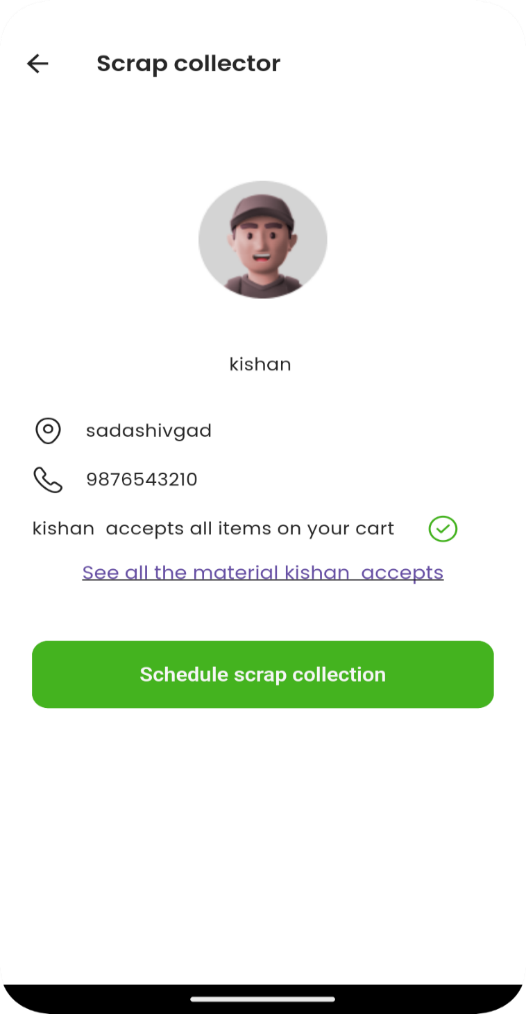 Scrap collector
kishan
sadashivgad
9876543210
kishan  accepts all items on your cart
See all the material kishan  accepts
Schedule scrap collection